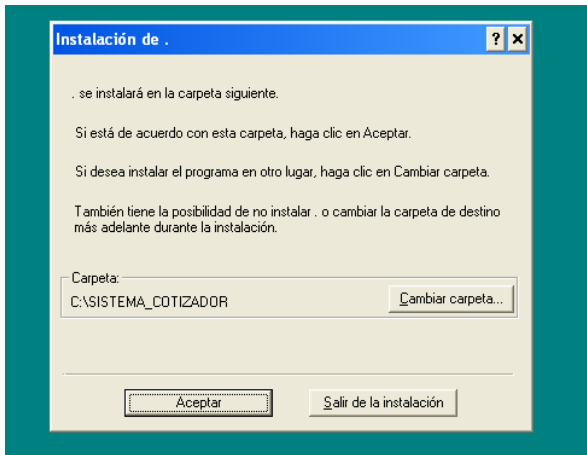 Instalación de .
. se instalará en la carpeta siguiente.
Si está de acuerdo con esta carpeta, haga clic en Aceptar.
Si desea instalar el programa en otro lugar, haga clic en Cambiar carpeta.
También tiene la posibilidad de no instalar . o cambiar la carpeta de destino
más adelante durante la instalación.
Carpeta:
C:\SISTEMA_COTIZADOR
Cambiar carpeta...
Aceptar
Salir de la instalación